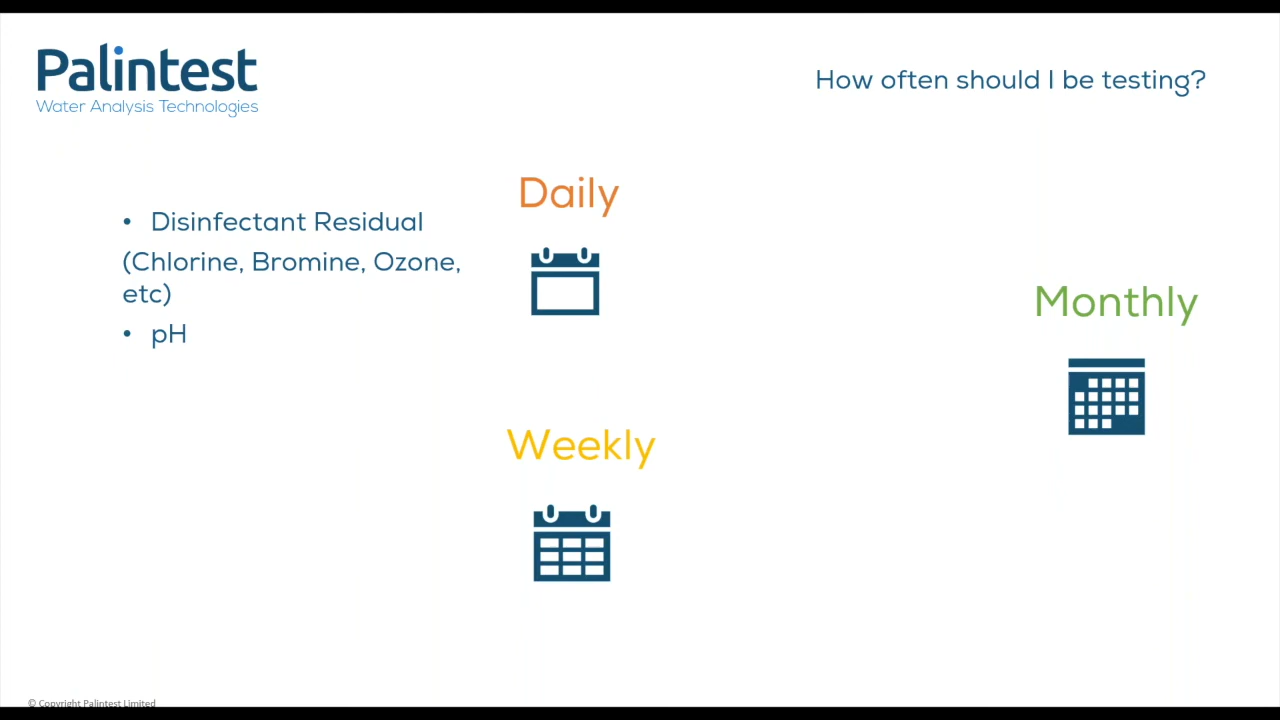 Palintest
Water Analysis Technologies
How often should I be testing?
Daily
• Disinfectant Residual
(Chlorine, Bromine, Ozone,
etc)
• pH
Monthly
Weekly
© Copyright Palintest Limited